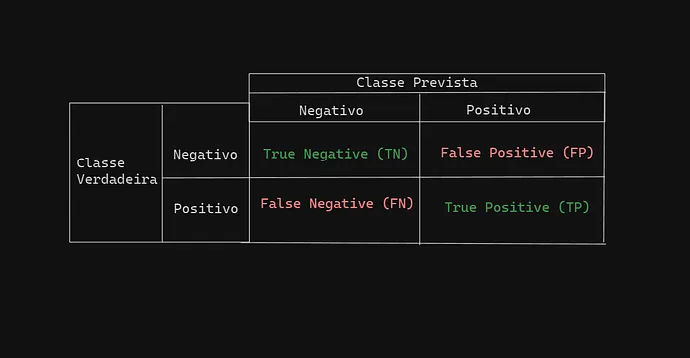 Classe Prevista
Negativo Positivo
Classe
Verdadeira
Negativo True Negative (TN) False Positive (FP)
Positivo False Negative (FN) True Positive (TP)